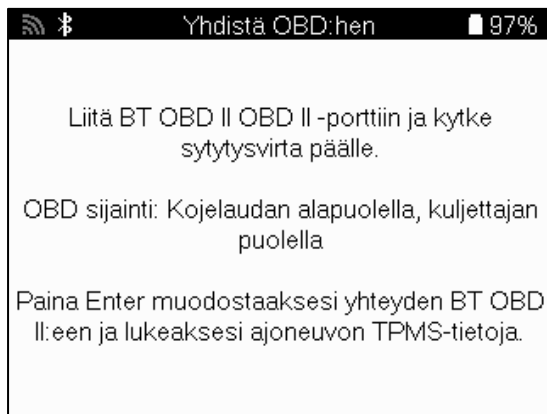 Yhdistä OBD:hen 97%
Liitä BT OBD II OBD II -porttiin ja kytke
sytytysvirta päälle.
OBD sijainti: Kojelaudan alapuolella, kuljettajan
puolella
Paina Enter muodostaaksesi yhteyden BT OBD
II:een ja lukeaksesi ajoneuvon TPMS-tietoja.